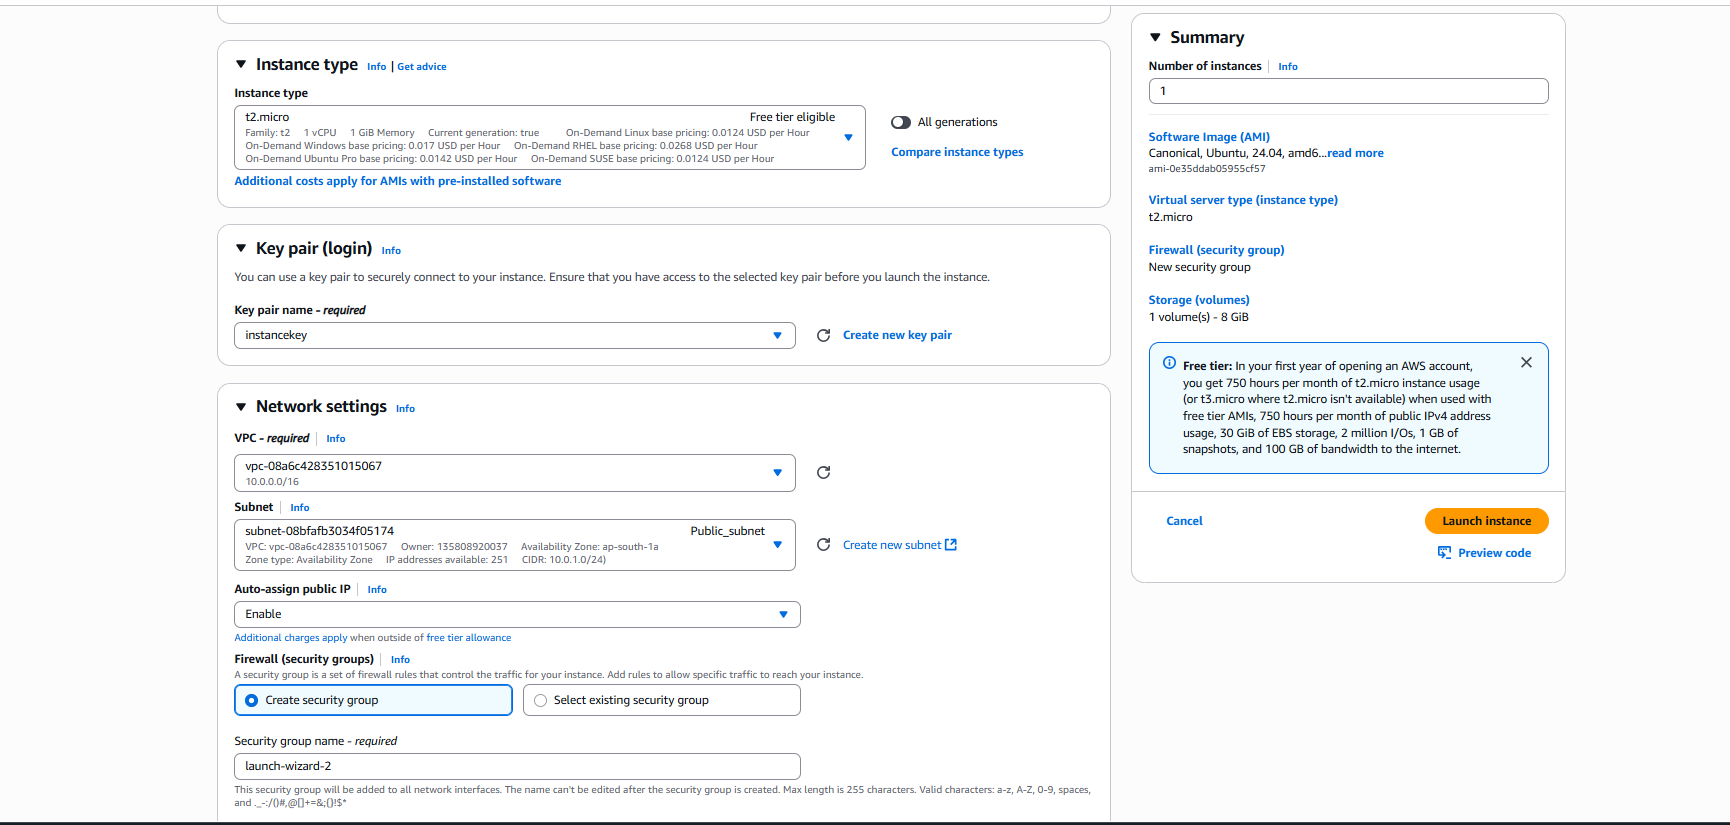 Instance type Info | Get advice
Instance type
t2.micro Free tier eligible
Family: t2 1 vCPU 1 GiB Memory Current generation: true On-Demand Linux base pricing: 0.0124 USD per Hour
On-Demand Windows base pricing: 0.017 USD per Hour On-Demand RHEL base pricing: 0.0268 USD per Hour
On-Demand Ubuntu Pro base pricing: 0.0142 USD per Hour On-Demand SUSE base pricing: 0.0124 USD per Hour
All generations
Compare instance types
Additional costs apply for AMIs with pre-installed software
Key pair (login) Info
You can use a key pair to securely connect to your instance. Ensure that you have access to the selected key pair before you launch the instance.
Key pair name - required
instancekey
Create new key pair
Network settings Info
VPC - required Info
vpc-08a6c428351015067
10.0.0.0/16
Subnet Info
subnet-08bfafb3034f05174 Public_subnet
VPC: vpc-08a6c428351015067 Owner: 135808920037 Availability Zone: ap-south-1a
Zone type: Availability Zone IP addresses available: 251 CIDR: 10.0.1.0/24)
Create new subnet
Auto-assign public IP Info
Enable
Additional charges apply when outside of free tier allowance
Firewall (security groups) Info
A security group is a set of firewall rules that control the traffic for your instance. Add rules to allow specific traffic to reach your instance.
Create security group
Select existing security group
Security group name - required
launch-wizard-2
This security group will be added to all network interfaces. The name can't be edited after the security group is created. Max length is 255 characters. Valid characters: a-z, A-Z, 0-9, spaces,
and ._-:/()#,@[]+=&;{}!$*
Summary
Number of instances Info
1
Software Image (AMI)
Canonical, Ubuntu, 24.04, amd6...read more
ami-0e35ddab05955cf57
Virtual server type (instance type)
t2.micro
Firewall (security group)
New security group
Storage (volumes)
1 volume(s) - 8 GiB
Free tier: In your first year of opening an AWS account,
you get 750 hours per month of t2.micro instance usage
(or t3.micro where t2.micro isn't available) when used with
free tier AMIs, 750 hours per month of public IPv4 address
usage, 30 GiB of EBS storage, 2 million I/Os, 1 GB of
snapshots, and 100 GB of bandwidth to the internet.
Cancel
Launch instance
Preview code